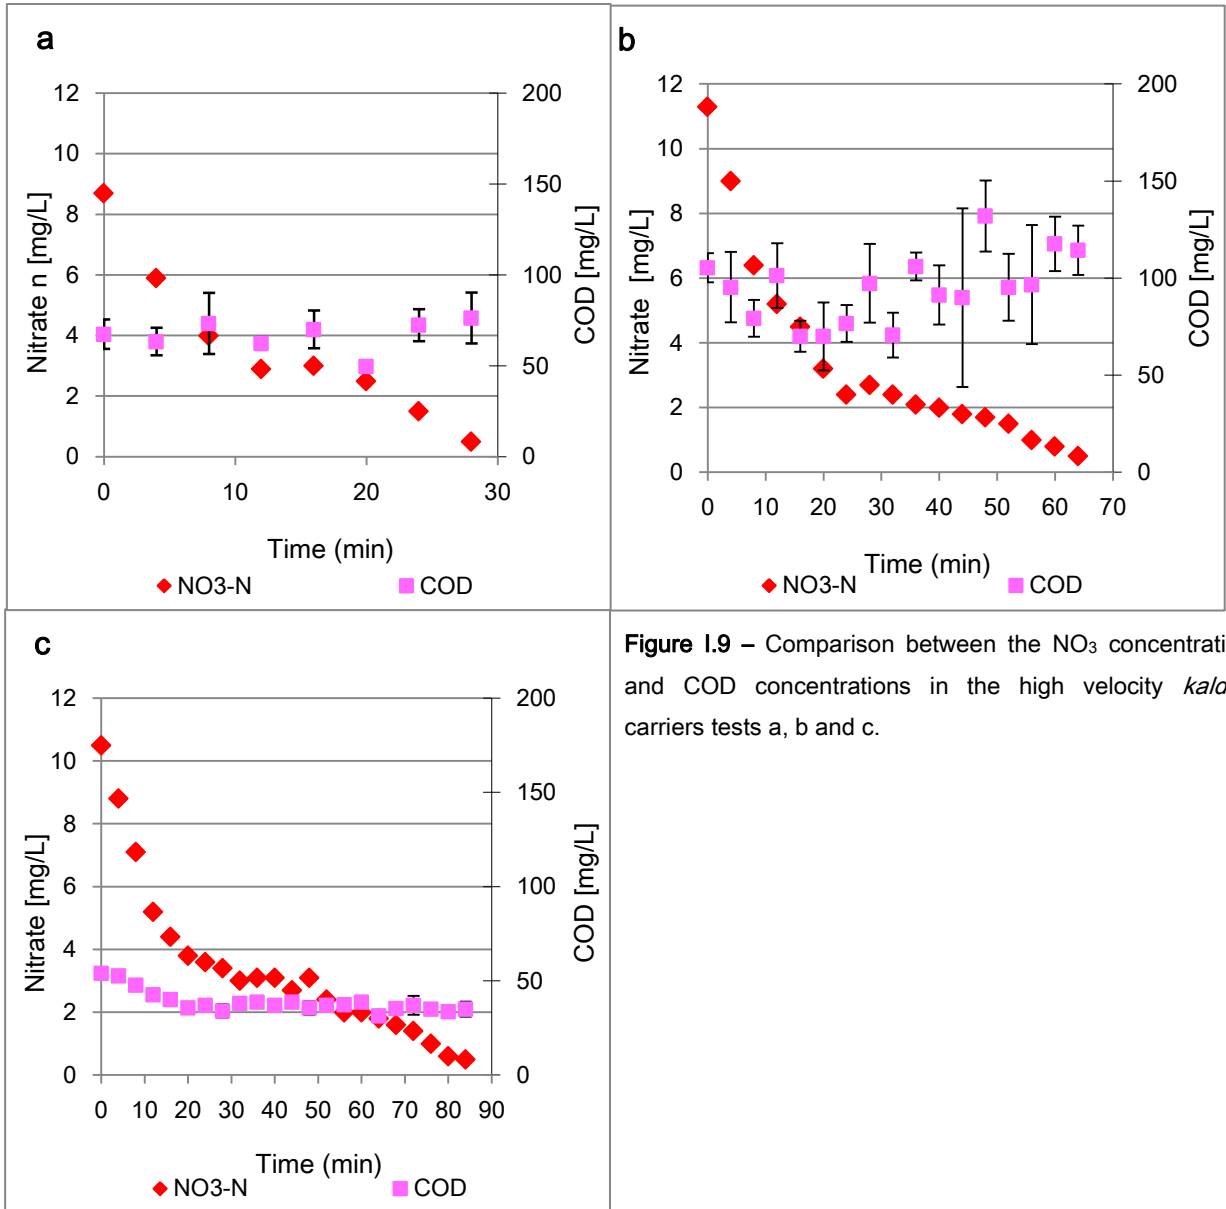 a
12
10
8
6
4
2
0
200
150
100
50
0
0 10 20 30
Nitrate n [mg/L]
COD [mg/L]
Time (min)
NO3-N COD
b
12
10
8
6
4
2
0
200
150
100
50
0
0 10 20 30 40 50 60 70
Nitrate [mg/L]
COD [mg/L]
Time (min)
NO3-N COD
c
12
10
8
6
4
2
0
200
150
100
50
0
0 10 20 30 40 50 60 70 80 90
Nitrate [mg/L]
COD [mg/L]
Time (min)
NO3-N COD
Figure I.9 – Comparison between the NO₃ concentrati
and COD concentrations in the high velocity kald
carriers tests a, b and c.